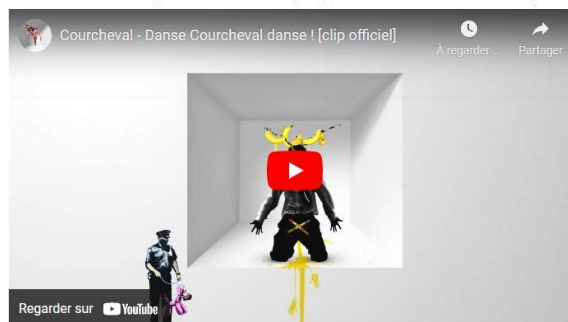 Courcheval - Danse Courcheval danse ! [clip officiel]
À regarder ...
Partager
Regarder sur YouTube